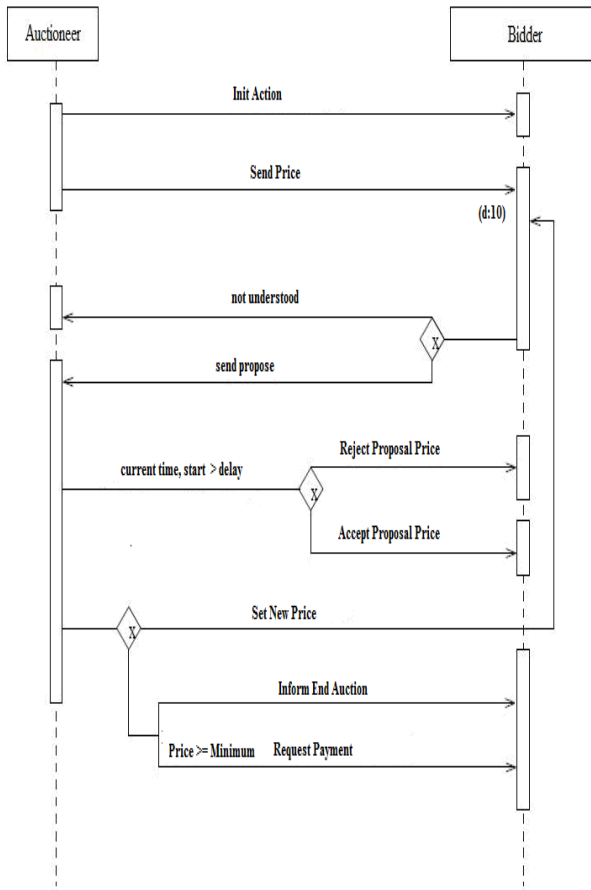 Auctioneer
Bidder
Init Action
Send Price
(d:10)
not understood
X
send propose
Reject Proposal Price
current time, start > delay
X
Accept Proposal Price
Set New Price
X
Inform End Auction
Price >= Minimum Request Payment